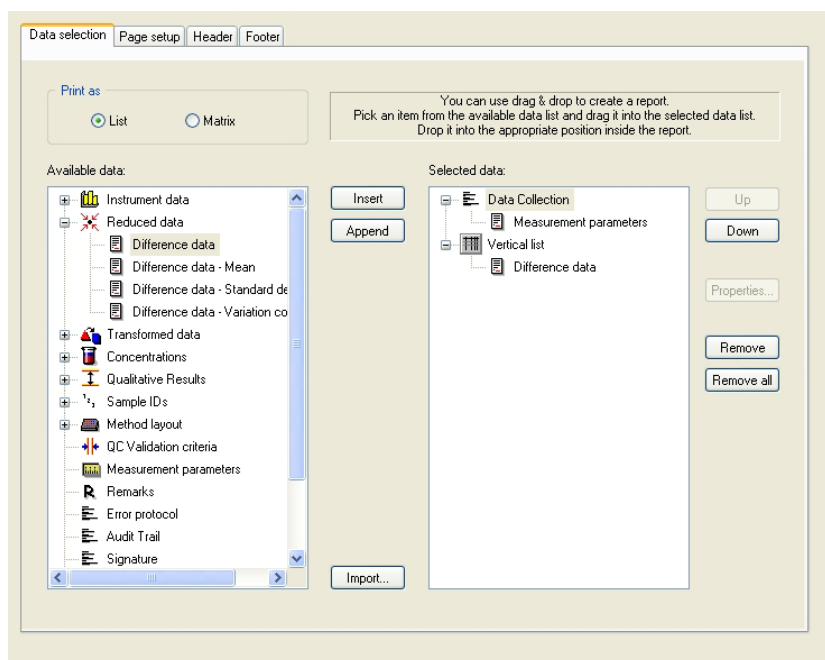 Data selection
Page setup
Header
Footer
Print as
List
Matrix
You can use drag & drop to create a report.
Pick an item from the available data list and drag it into the selected data list.
Drop it into the appropriate position inside the report.
Available data:
Instrument data
Reduced data
Difference data
Difference data - Mean
Difference data - Standard de
Difference data - Variation co
Transformed data
Concentrations
Qualitative Results
Sample IDs
Method layout
QC Validation criteria
Measurement parameters
Remarks
Error protocol
Audit Trail
Signature
Insert
Append
Import...
Selected data:
Data Collection
Measurement parameters
Vertical list
Difference data
Up
Down
Properties...
Remove
Remove all